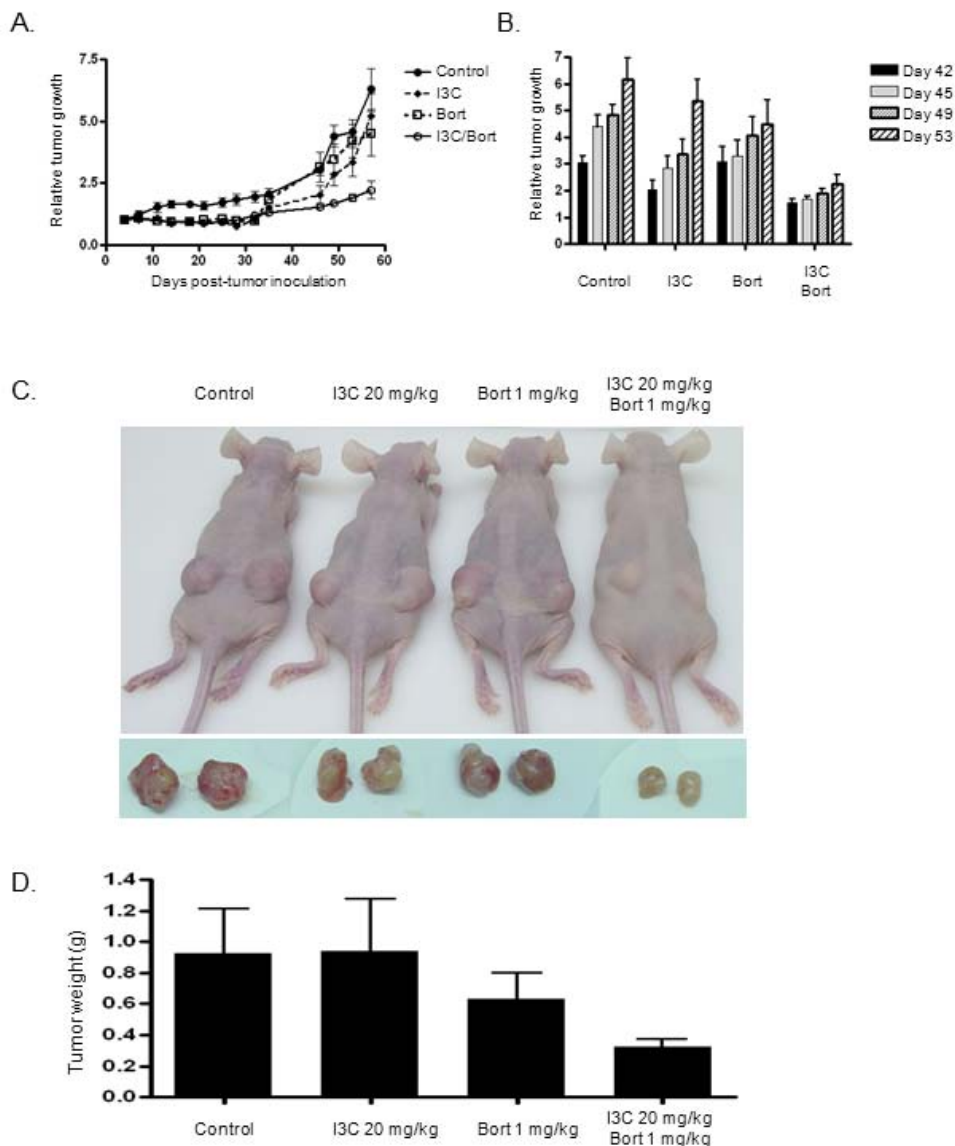 A.
Relative tumor growth
7.5
5.0
2.5
0.0
0 10 20 30 40 50 60
Days post-tumor inoculation
Control
I3C
Bort
I3C/Bort
B.
Relative tumor growth
7
6
5
4
3
2
1
0
Control I3C Bort I3C
Bort
Day 42
Day 45
Day 49
Day 53
C.
Control I3C 20 mg/kg Bort 1 mg/kg I3C 20 mg/kg
Bort 1 mg/kg
D.
Tumor weight (g)
1.4
1.2
1.0
0.8
0.6
0.4
0.2
0.0
Control I3C 20 mg/kg Bort 1 mg/kg I3C 20 mg/kg
Bort 1 mg/kg